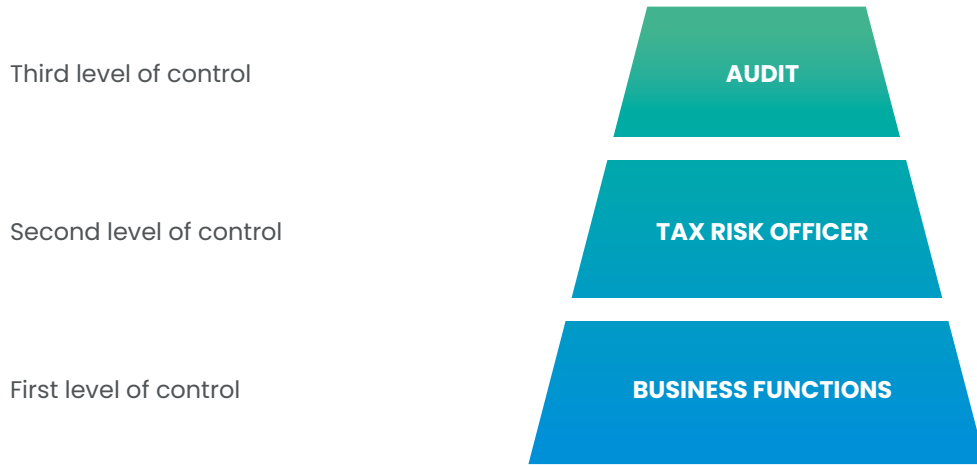 Third level of control
AUDIT
Second level of control
TAX RISK OFFICER
First level of control
BUSINESS FUNCTIONS